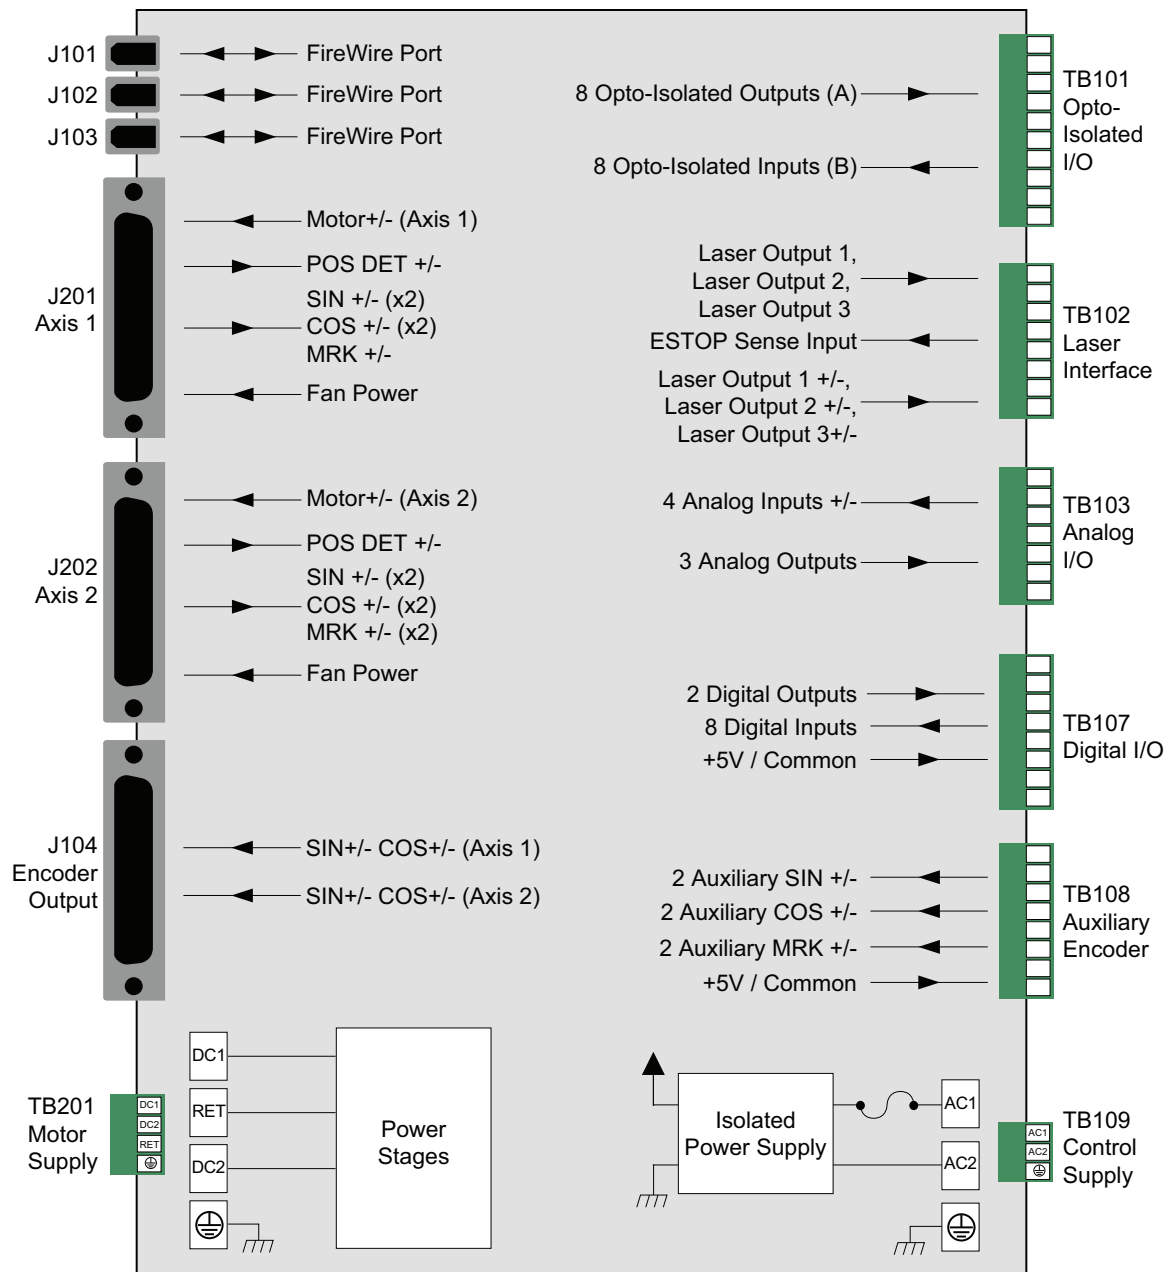 J101
FireWire Port
J102
FireWire Port
J103
FireWire Port
J201
Axis 1
Motor+/- (Axis 1)
POS DET +/-
SIN +/- (x2)
COS +/- (x2)
MRK +/-
Fan Power
J202
Axis 2
Motor+/- (Axis 2)
POS DET +/-
SIN +/- (x2)
COS +/- (x2)
MRK +/- (x2)
Fan Power
J104
Encoder
Output
SIN+/- COS+/- (Axis 1)
SIN+/- COS+/- (Axis 2)
TB201
Motor
Supply
DC1
DC2
RET
DC1
RET
DC2
Power
Stages
8 Opto-Isolated Outputs (A)
8 Opto-Isolated Inputs (B)
TB101
Opto-
Isolated
I/O
Laser Output 1,
Laser Output 2,
Laser Output 3
ESTOP Sense Input
Laser Output 1 +/-,
Laser Output 2 +/-,
Laser Output 3+/-
TB102
Laser
Interface
4 Analog Inputs +/-
3 Analog Outputs
TB103
Analog
I/O
2 Digital Outputs
8 Digital Inputs
+5V / Common
TB107
Digital I/O
2 Auxiliary SIN +/-
2 Auxiliary COS +/-
2 Auxiliary MRK +/-
+5V / Common
TB108
Auxiliary
Encoder
Isolated
Power Supply
AC1
AC2
AC1
AC2
TB109
Control
Supply